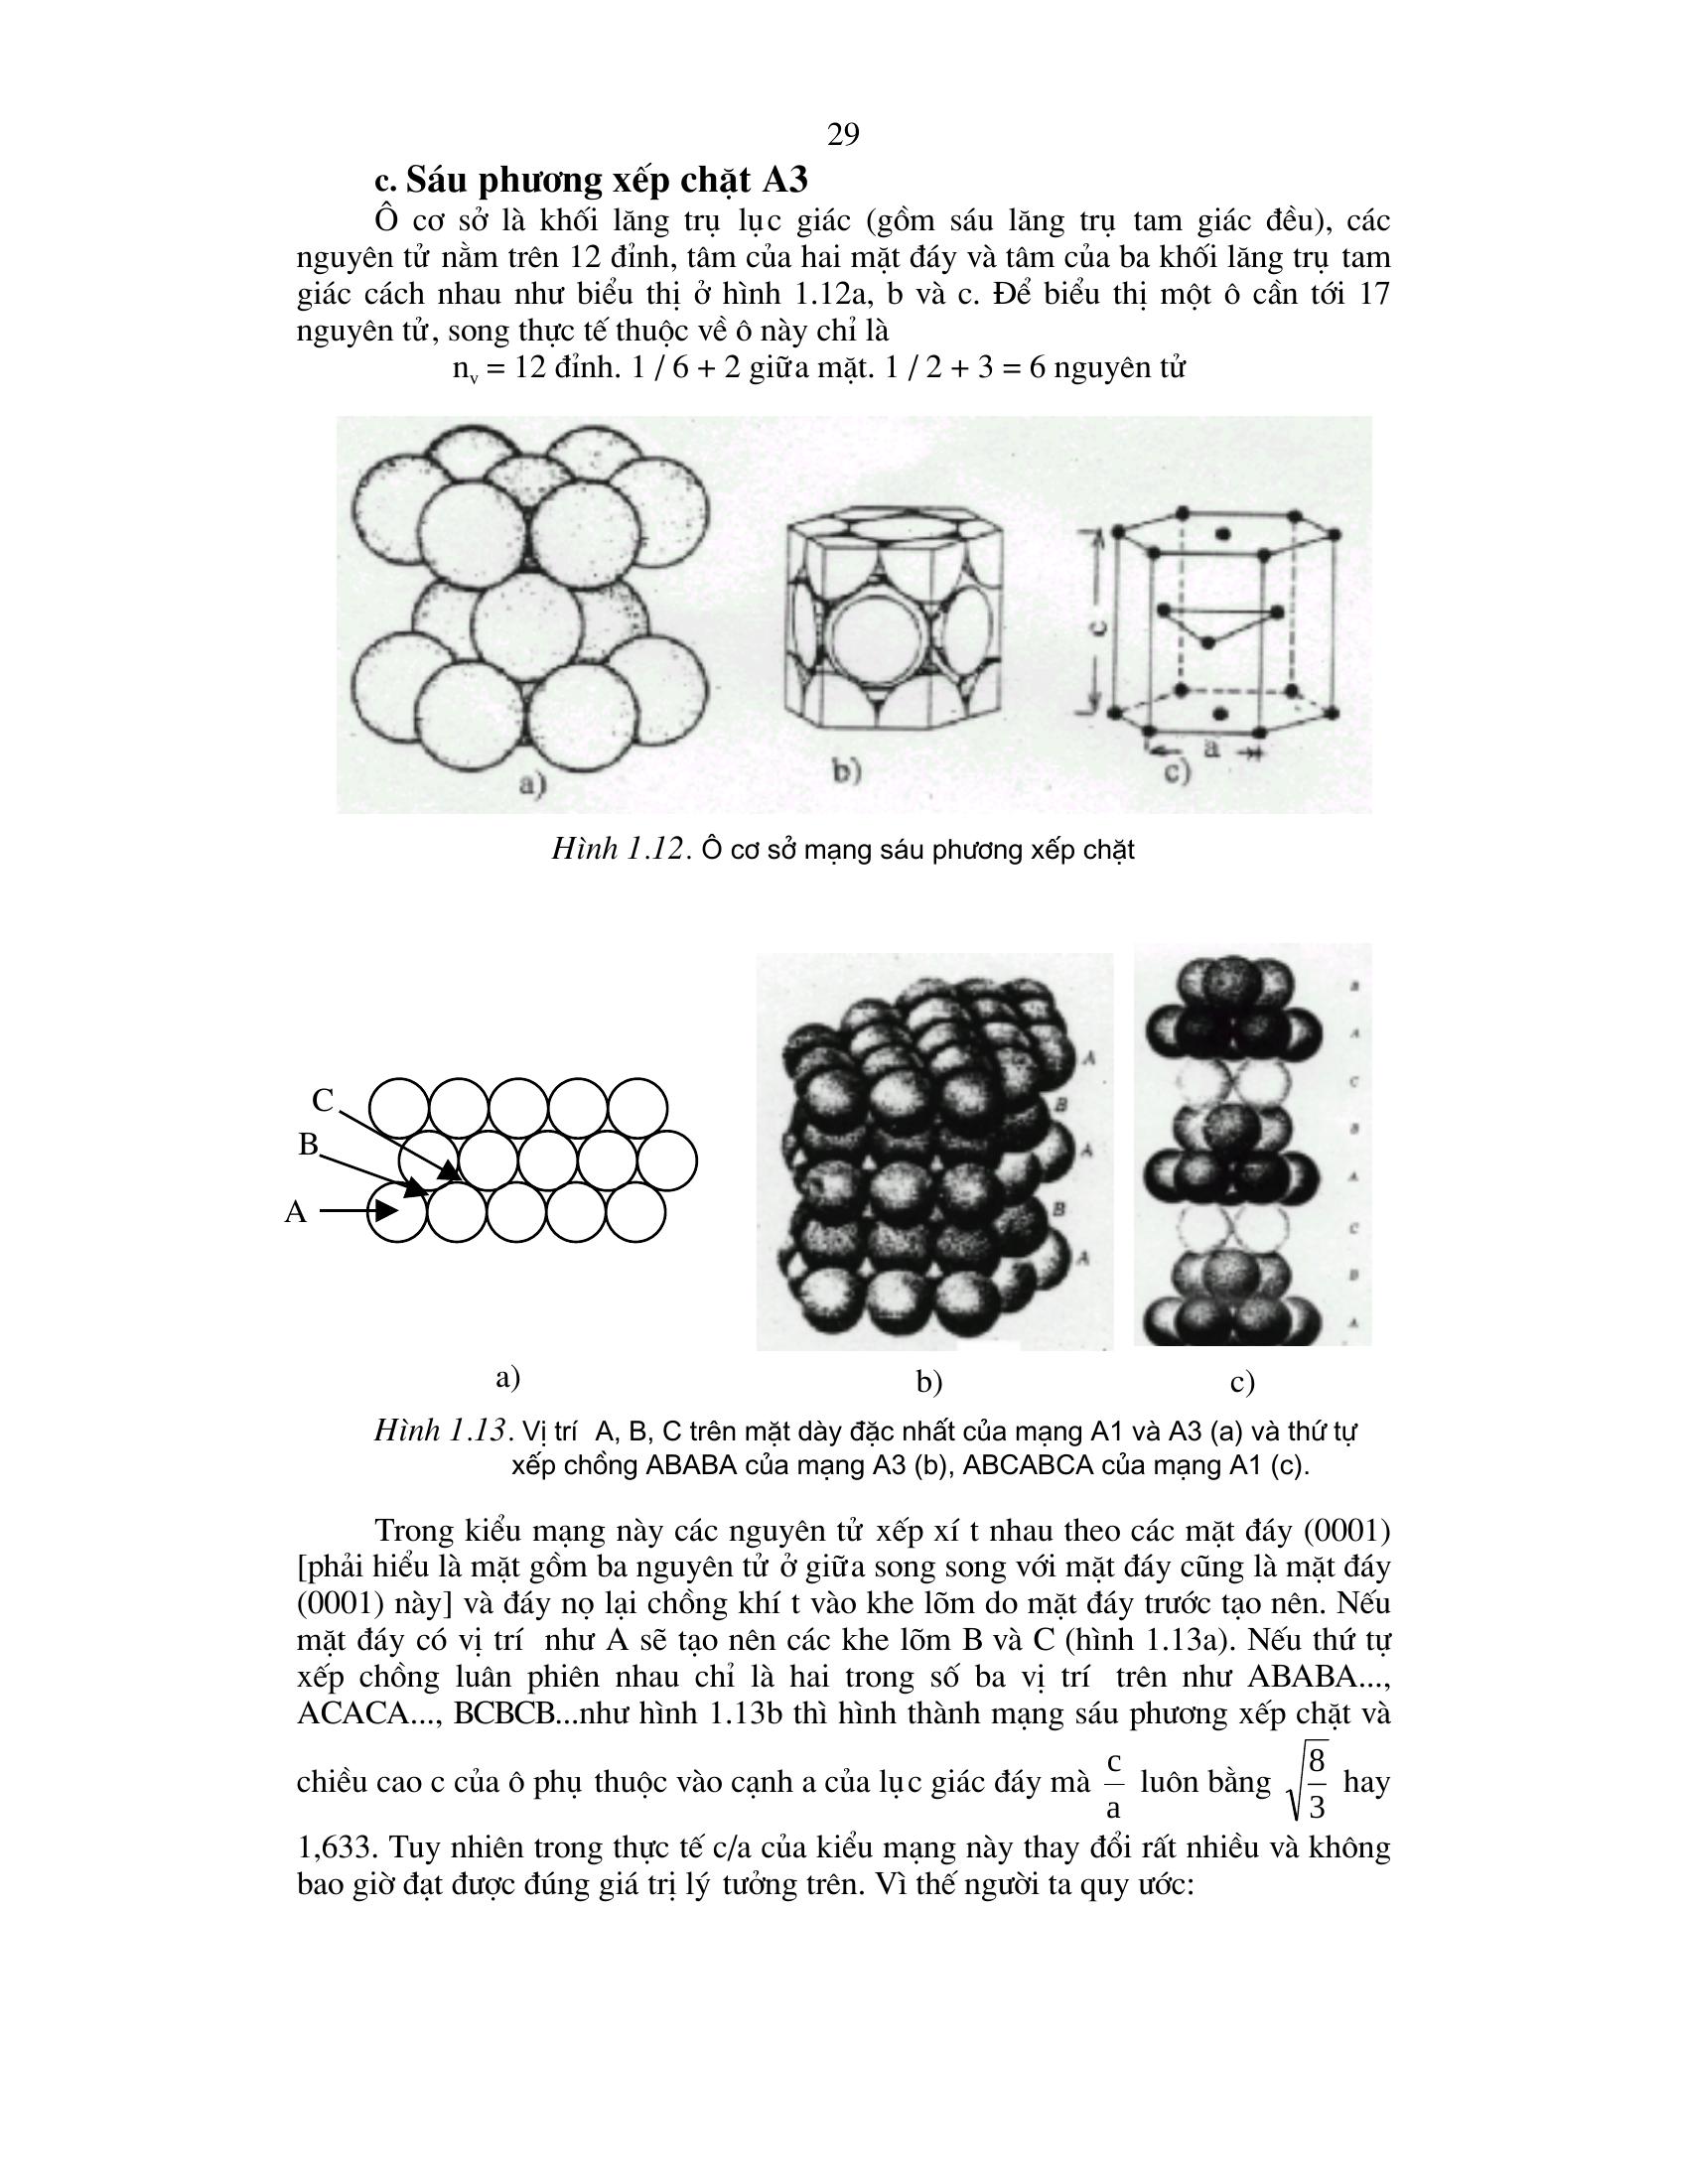 29
c. Sáu phương xếp chặt A3
Ô cơ sở là khối lăng trụ lục giác (gồm sáu lăng trụ tam giác đều), các
nguyên tử nằm trên 12 đỉnh, tâm của hai mặt đáy và tâm của ba khối lăng trụ tam
giác cách nhau như biểu thị ở hình 1.12a, b và c. Để biểu thị một ô cần tới 17
nguyên tử, song thực tế thuộc về ô này chỉ là
nᵥ = 12 đỉnh. 1 / 6 + 2 giữa mặt. 1 / 2 + 3 = 6 nguyên tử
c
a
a)
b)
c)
Hình 1.12. Ô cơ sở mạng sáu phương xếp chặt
C
B
A
A
B
A
B
A
B
A
C
B
A
C
B
A
a)
b)
c)
Hình 1.13. Vị trí A, B, C trên mặt dày đặc nhất của mạng A1 và A3 (a) và thứ tự
xếp chồng ABABA của mạng A3 (b), ABCABCA của mạng A1 (c).
Trong kiểu mạng này các nguyên tử xếp xí t nhau theo các mặt đáy (0001)
[phải hiểu là mặt gồm ba nguyên tử ở giữa song song với mặt đáy cũng là mặt đáy
(0001) này] và đáy nọ lại chồng khí t vào khe lõm do mặt đáy trước tạo nên. Nếu
mặt đáy có vị trí như A sẽ tạo nên các khe lõm B và C (hình 1.13a). Nếu thứ tự
xếp chồng luân phiên nhau chỉ là hai trong số ba vị trí trên như ABABA...,
ACACA..., BCBCB...như hình 1.13b thì hình thành mạng sáu phương xếp chặt và
chiều cao c của ô phụ thuộc vào cạnh a của lục giác đáy mà c/a luôn bằng √(8/3) hay
1,633. Tuy nhiên trong thực tế c/a của kiểu mạng này thay đổi rất nhiều và không
bao giờ đạt được đúng giá trị lý tưởng trên. Vì thế người ta quy ước: